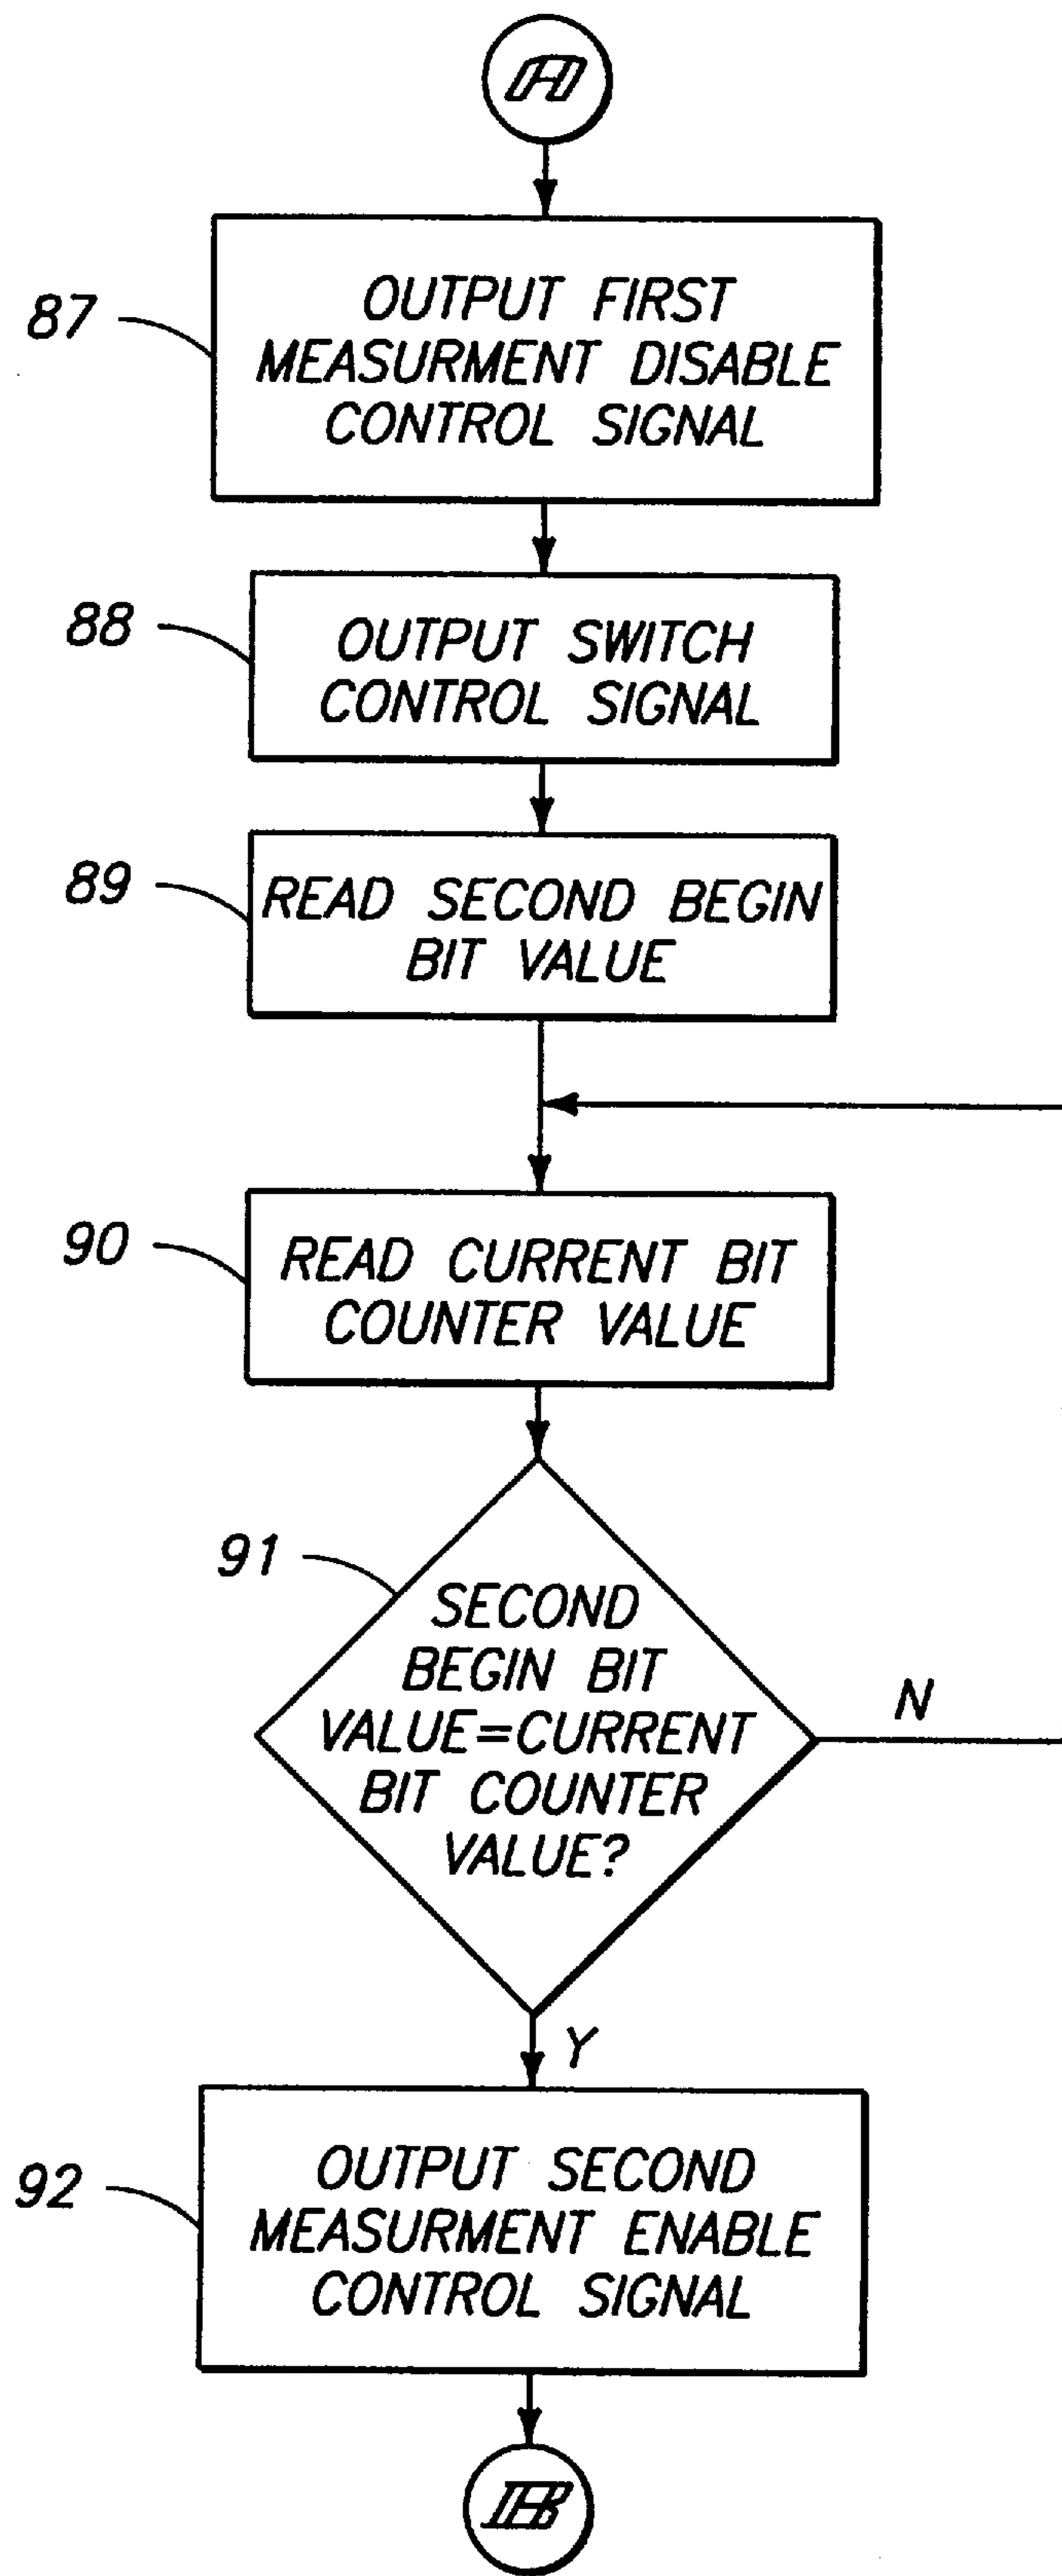 A
87
OUTPUT FIRST
MEASURMENT DISABLE
CONTROL SIGNAL
88
OUTPUT SWITCH
CONTROL SIGNAL
89
READ SECOND BEGIN
BIT VALUE
90
READ CURRENT BIT
COUNTER VALUE
91
SECOND
BEGIN BIT
VALUE=CURRENT
BIT COUNTER
VALUE?
N
Y
92
OUTPUT SECOND
MEASURMENT ENABLE
CONTROL SIGNAL
B